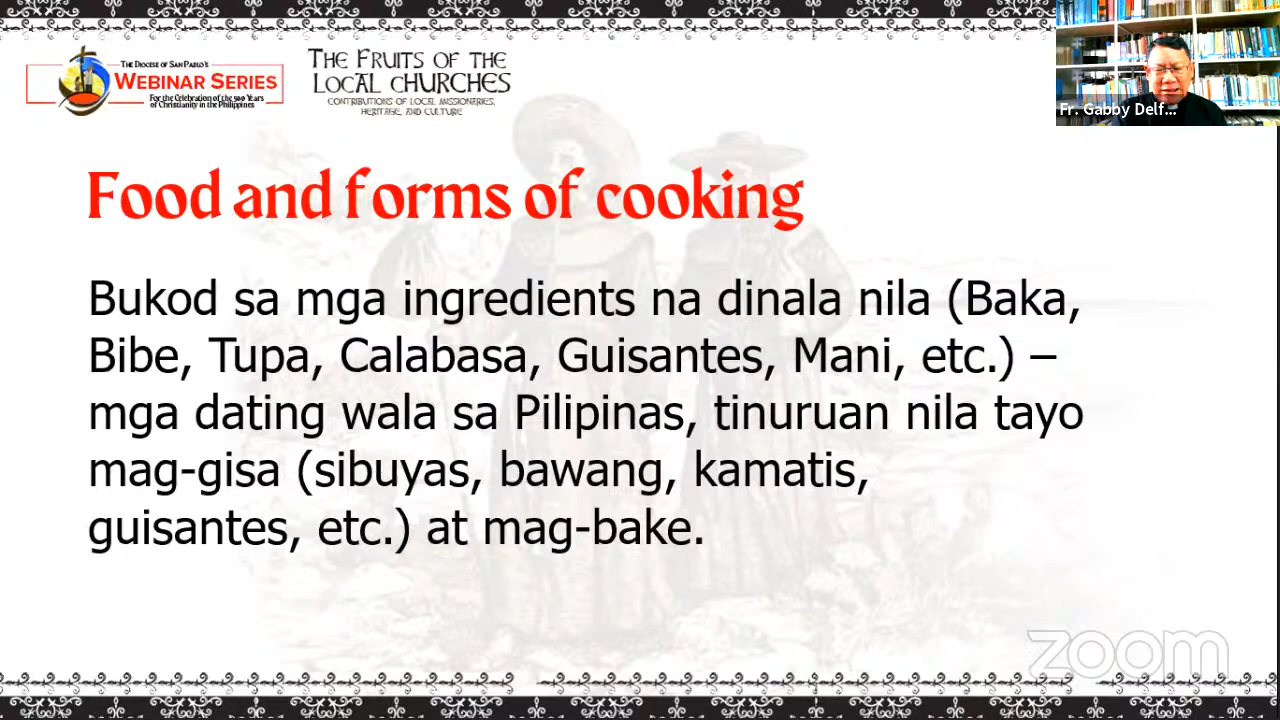 The Diocese of San Pablo's
Webinar Series
For the Celebration of the 500 Years
of Christianity in the Philippines
The Fruits of the
Local Churches
Contributions of Local Missionaries,
Heritage, and Culture
Fr. Gabby Delf...
Food and forms of cooking
Bukod sa mga ingredients na dinala nila (Baka,
Bibe, Tupa, Calabasa, Guisantes, Mani, etc.) –
mga dating wala sa Pilipinas, tinuruan nila tayo
mag-gisa (sibuyas, bawang, kamatis,
guisantes, etc.) at mag-bake.
zoom